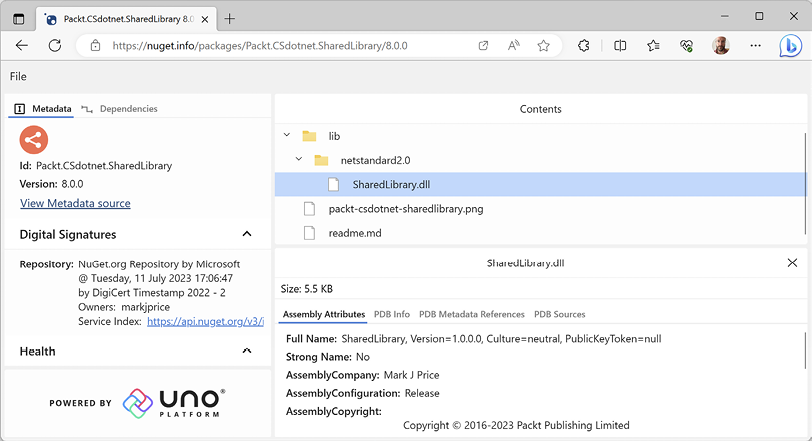 Packt.CSdotnet.SharedLibrary 8.0
https://nuget.info/packages/Packt.CSdotnet.SharedLibrary/8.0.0
File
Metadata
Dependencies
Id: Packt.CSdotnet.SharedLibrary
Version: 8.0.0
View Metadata source
Digital Signatures
Repository: NuGet.org Repository by Microsoft
@ Tuesday, 11 July 2023 17:06:47
by DigiCert Timestamp 2022 - 2
Owners: markjprice
Service Index: https://api.nuget.org/v3/i
Health
POWERED BY
UNO®
PLATFORM
Contents
lib
netstandard2.0
SharedLibrary.dll
packt-csdotnet-sharedlibrary.png
readme.md
SharedLibrary.dll
Size: 5.5 KB
Assembly Attributes PDB Info PDB Metadata References PDB Sources
Full Name: SharedLibrary, Version=1.0.0.0, Culture=neutral, PublicKeyToken=null
Strong Name: No
AssemblyCompany: Mark J Price
AssemblyConfiguration: Release
AssemblyCopyright:
Copyright © 2016-2023 Packt Publishing Limited